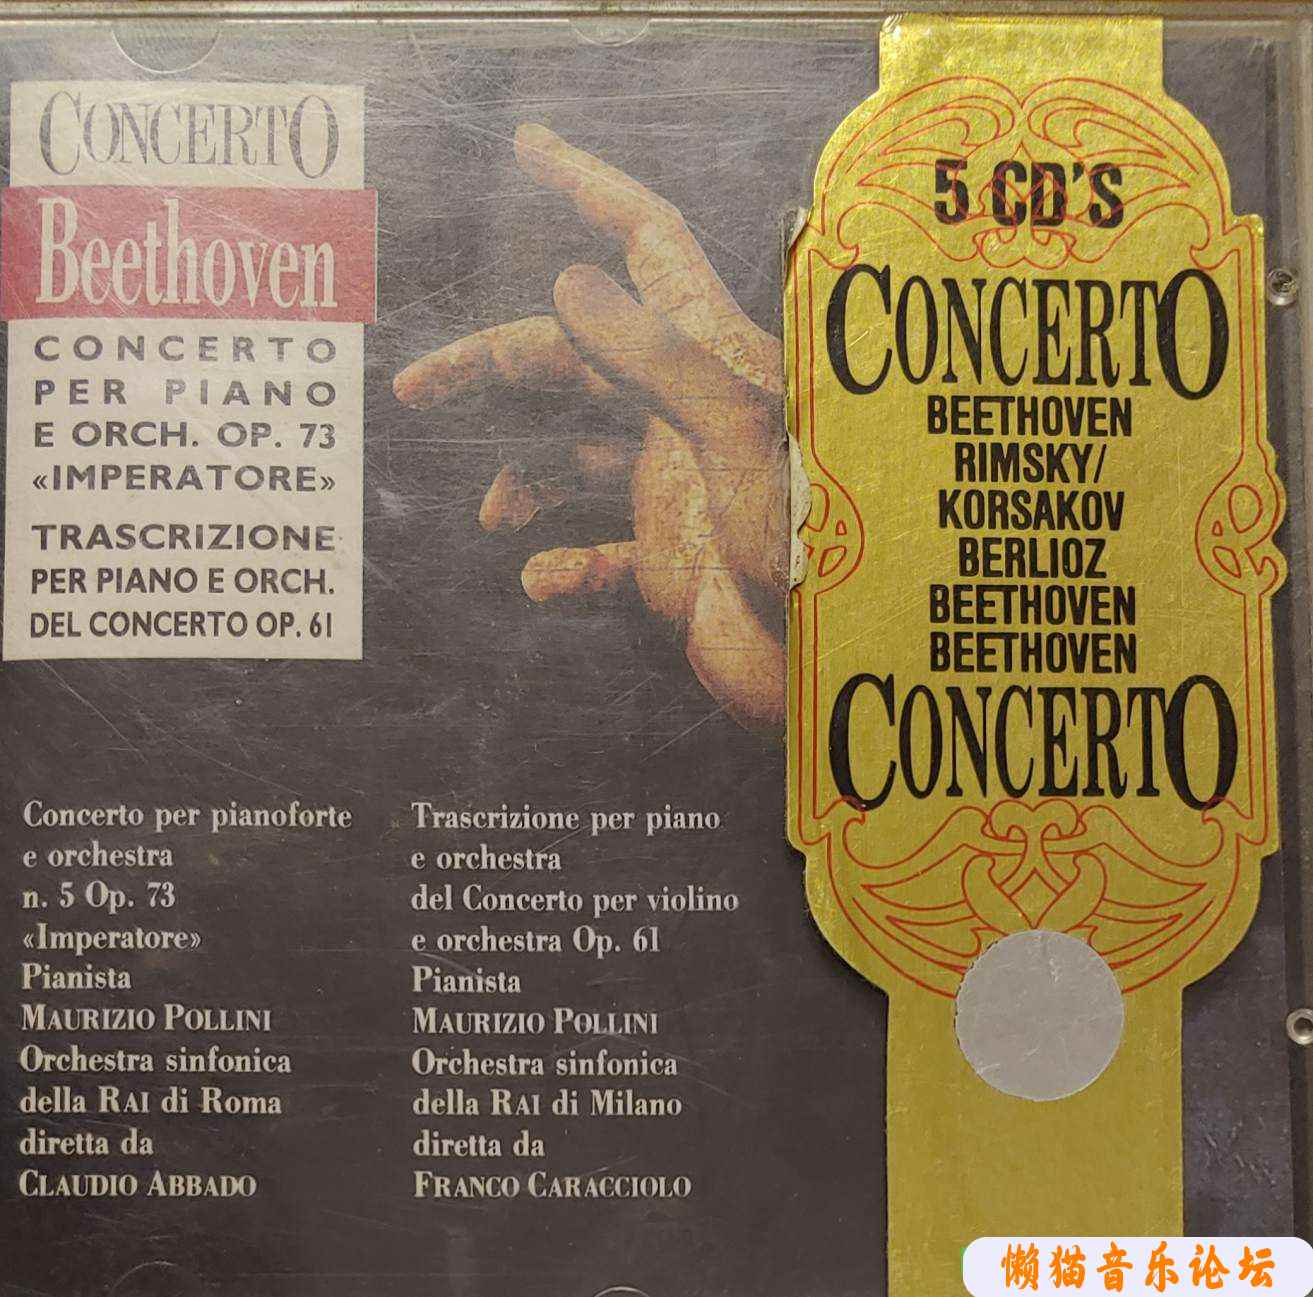 CONCERTO
Beethoven
CONCERTO
PER PIANO
E ORCH. OP. 73
«IMPERATORE»
TRASCRIZIONE
PER PIANO E ORCH.
DEL CONCERTO OP. 61
Concerto per pianoforte
e orchestra
n. 5 Op. 73
«Imperatore»
Pianista
MAURIZIO POLLINI
Orchestra sinfonica
della RAI di Roma
diretta da
CLAUDIO ABBADO
Trascrizione per piano
e orchestra
del Concerto per violino
e orchestra Op. 61
Pianista
MAURIZIO POLLINI
Orchestra sinfonica
della RAI di Milano
diretta da
FRANCO CARACCIOLO
5 CD'S
CONCERTO
BEETHOVEN
RIMSKY/
KORSAKOV
BERLIOZ
BEETHOVEN
BEETHOVEN
CONCERTO
懒猫音乐论坛